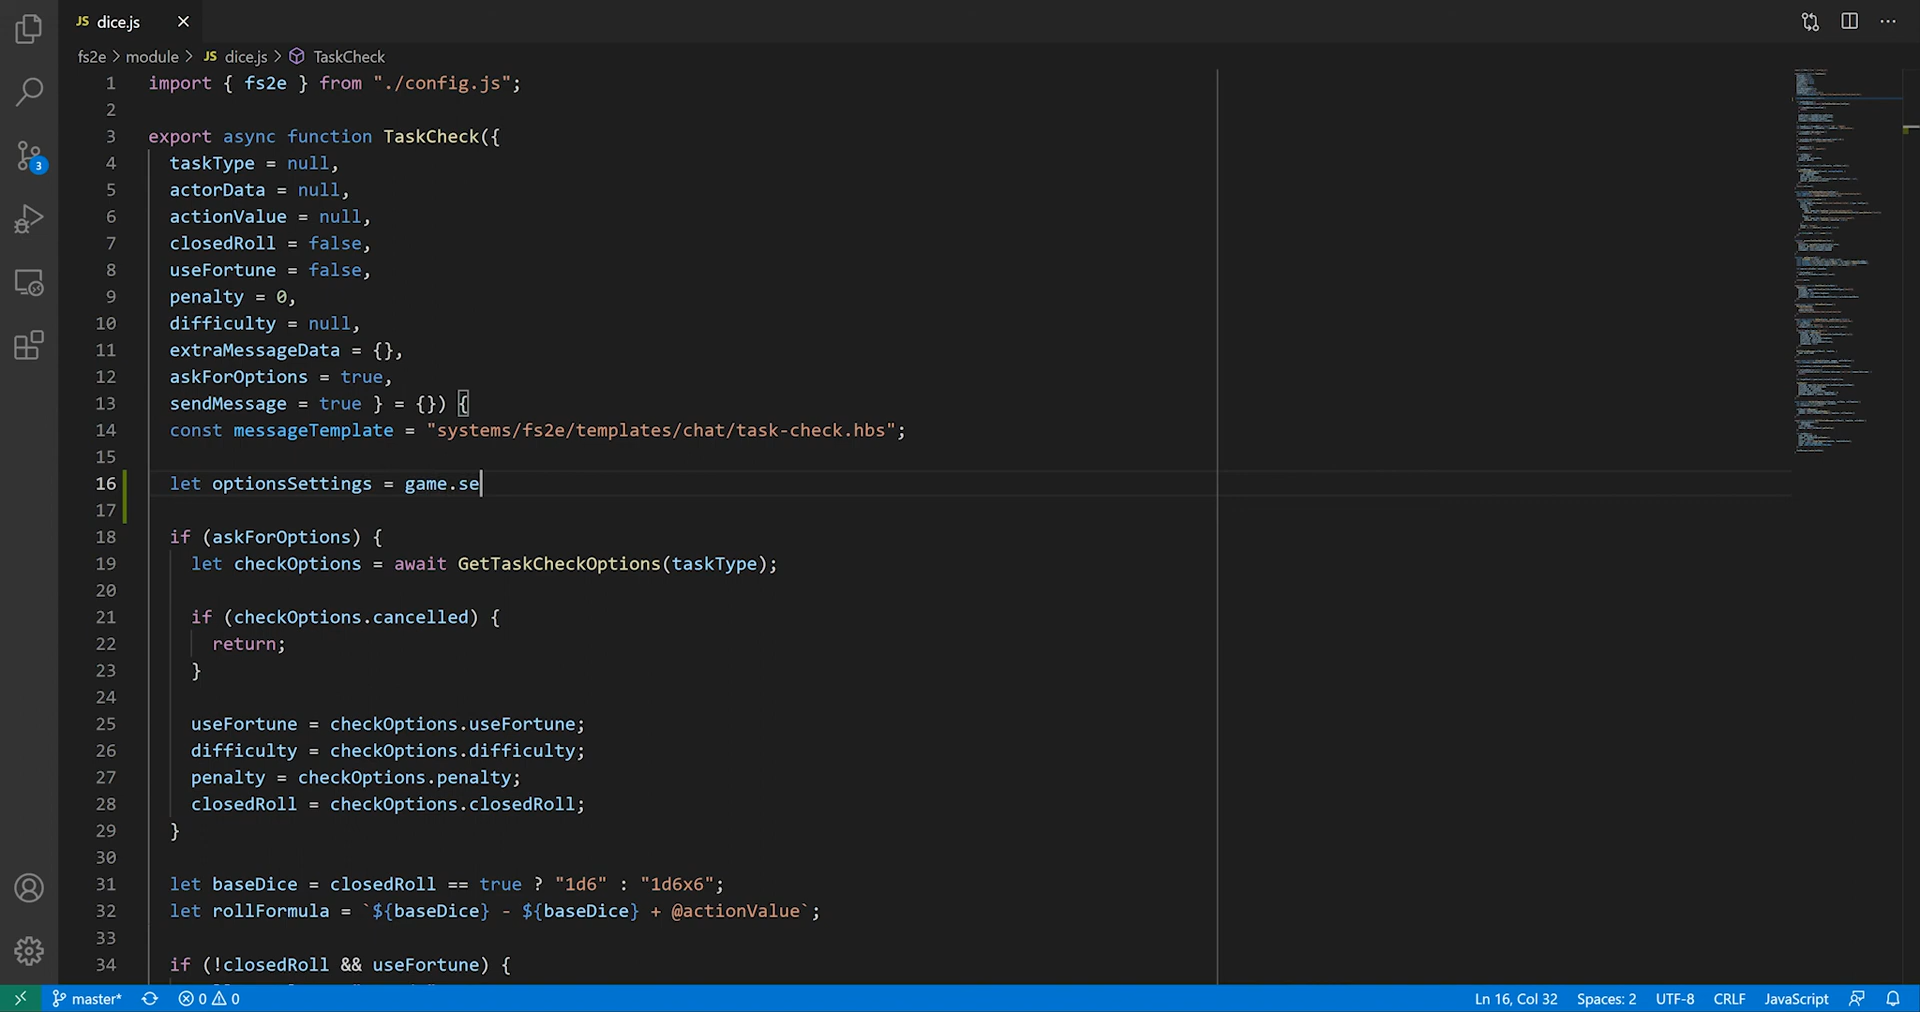 JS dice.js
fs2e > module > JS dice.js > TaskCheck
1 import { fs2e } from "./config.js";
2
3 export async function TaskCheck({
4 taskType = null,
5 actorData = null,
6 actionValue = null,
7 closedRoll = false,
8 useFortune = false,
9 penalty = 0,
10 difficulty = null,
11 extraMessageData = {},
12 askForOptions = true,
13 sendMessage = true } = {}) {
14 const messageTemplate = "systems/fs2e/templates/chat/task-check.hbs";
15
16 let optionsSettings = game.se
17
18 if (askForOptions) {
19 let checkOptions = await GetTaskCheckOptions(taskType);
20
21 if (checkOptions.cancelled) {
22 return;
23 }
24
25 useFortune = checkOptions.useFortune;
26 difficulty = checkOptions.difficulty;
27 penalty = checkOptions.penalty;
28 closedRoll = checkOptions.closedRoll;
29 }
30
31 let baseDice = closedRoll == true ? "1d6" : "1d6x6";
32 let rollFormula = `${baseDice} - ${baseDice} + @actionValue`;
33
34 if (!closedRoll && useFortune) {
3
master* 0 0 Ln 16, Col 32 Spaces: 2 UTF-8 CRLF JavaScript